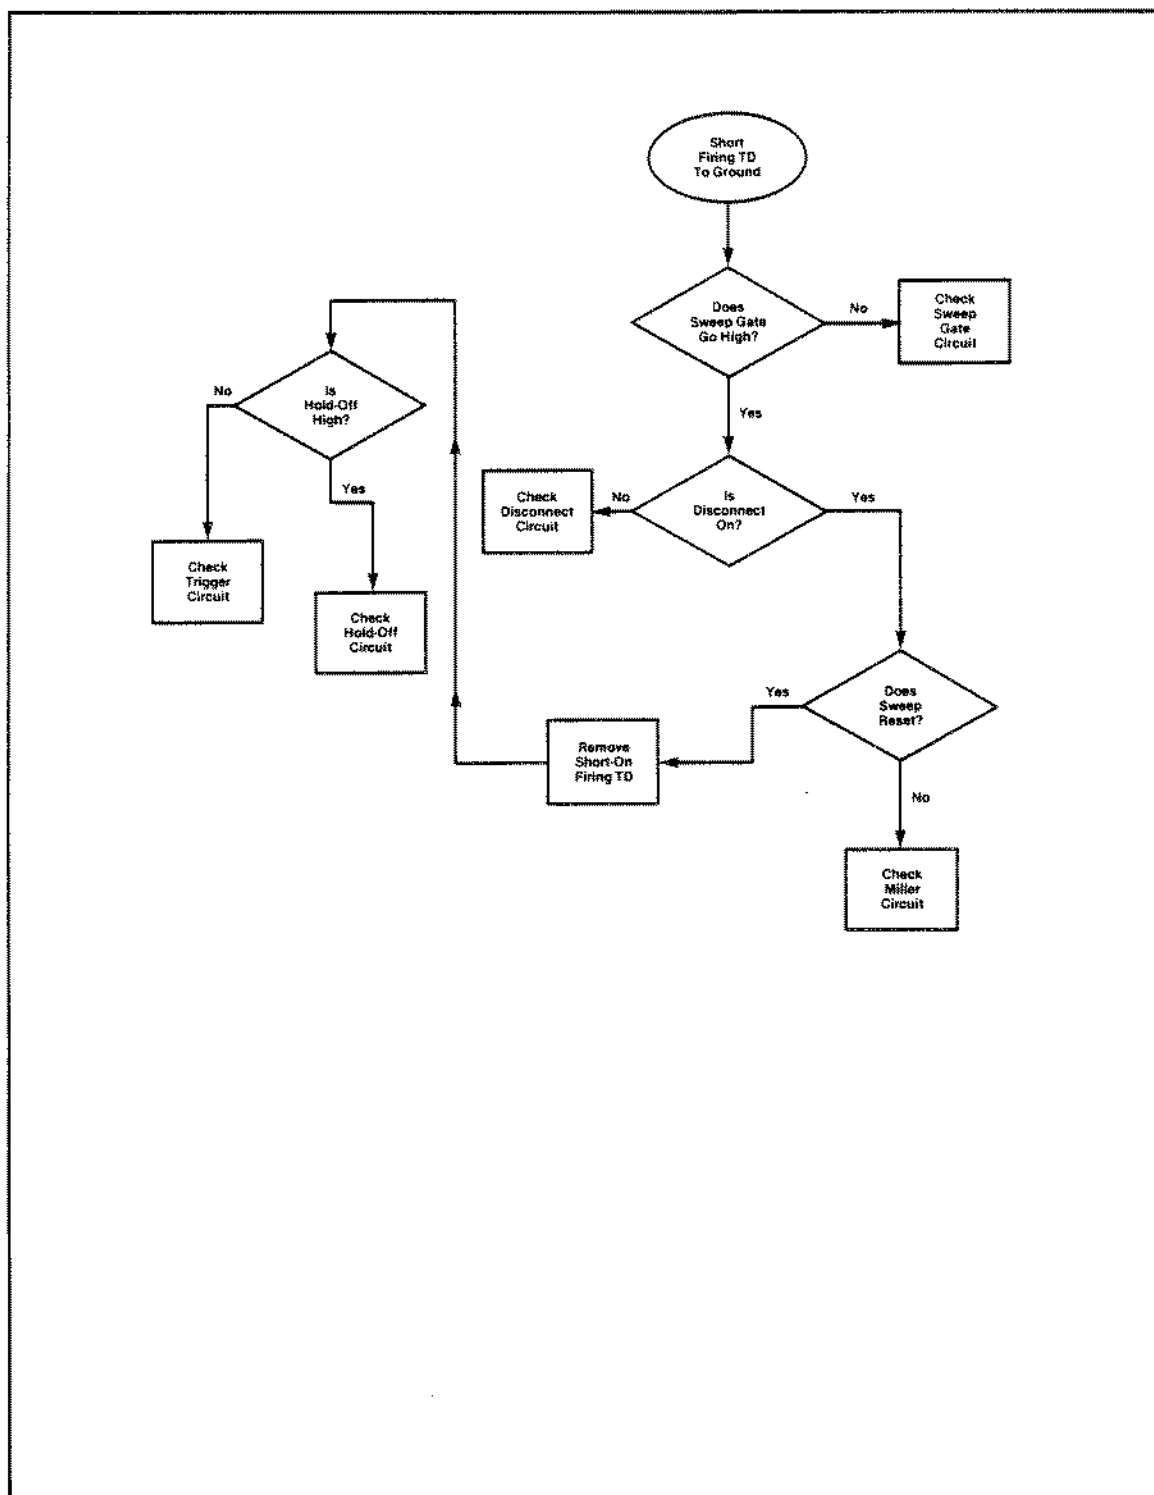 Short
Firing TD
To Ground
Does
Sweep Gate
Go High?
No
Check
Sweep
Gate
Circuit
Yes
Is
Disconnect
On?
No
Check
Disconnect
Circuit
Yes
Does
Sweep
Reset?
No
Check
Miller
Circuit
Yes
Remove
Short-On
Firing TD
Is
Hold-Off
High?
No
Check
Trigger
Circuit
Yes
Check
Hold-Off
Circuit